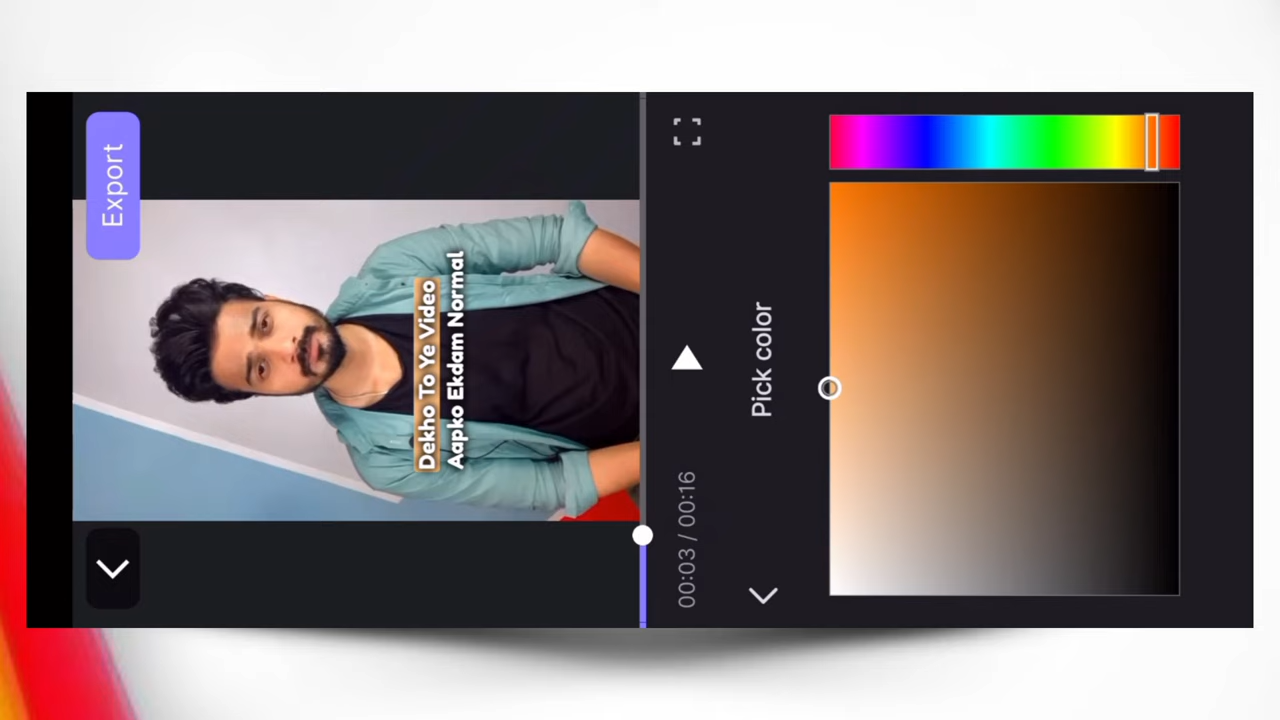 Export
Dekho To Ye Video
Aapko Ekdam Normal
00:03 / 00:16
Pick color